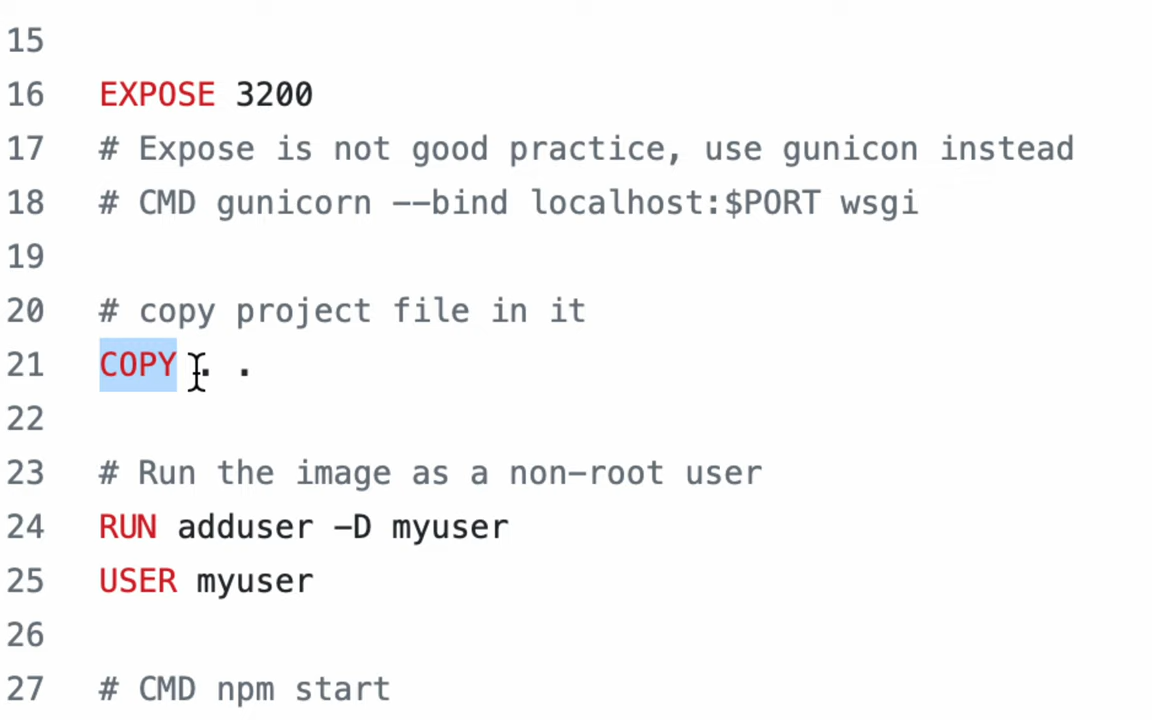 15
16 EXPOSE 3200
17 # Expose is not good practice, use gunicon instead
18 # CMD gunicorn --bind localhost:$PORT wsgi
19
20 # copy project file in it
21 COPY . .
22
23 # Run the image as a non-root user
24 RUN adduser -D myuser
25 USER myuser
26
27 # CMD npm start